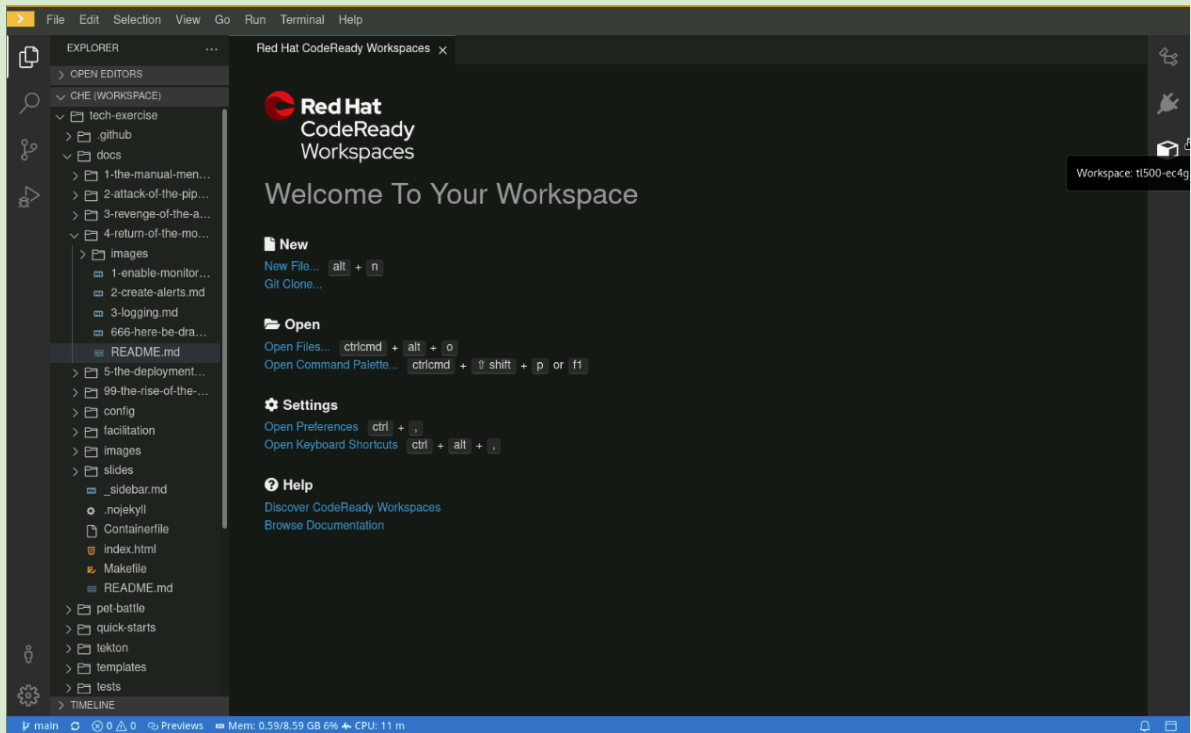 File Edit Selection View Go Run Terminal Help
EXPLORER ...
Red Hat CodeReady Workspaces
OPEN EDITORS
CHE (WORKSPACE)
tech-exercise
.github
docs
1-the-manual-men...
2-attack-of-the-pip...
3-revenge-of-the-a...
4-return-of-the-mo...
images
1-enable-monitor...
2-create-alerts.md
3-logging.md
666-here-be-dra...
README.md
5-the-deployment...
99-the-rise-of-the-...
config
facilitation
images
slides
_sidebar.md
.nojekyll
Containerfile
index.html
Makefile
README.md
pet-battle
quick-starts
tekton
templates
tests
TIMELINE
Red Hat
CodeReady
Workspaces
Welcome To Your Workspace
New
New File... alt + n
Git Clone...
Open
Open Files... ctrlcmd + alt + o
Open Command Palette... ctrlcmd + ⇧ shift + p or f1
Settings
Open Preferences ctrl + ,
Open Keyboard Shortcuts ctrl + alt + ,
Help
Discover CodeReady Workspaces
Browse Documentation
Workspace: tl500-ec4g
main 0 0 Previews Mem: 0.59/8.59 GB 6% CPU: 11 m